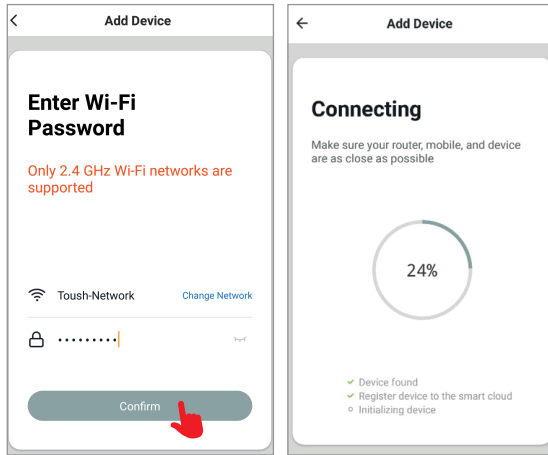 Add Device
Enter Wi-Fi
Password
Only 2.4 GHz Wi-Fi networks are
supported
Toush-Network Change Network
•••••••••
Confirm
Add Device
Connecting
Make sure your router, mobile, and device
are as close as possible
24%
Device found
Register device to the smart cloud
Initializing device